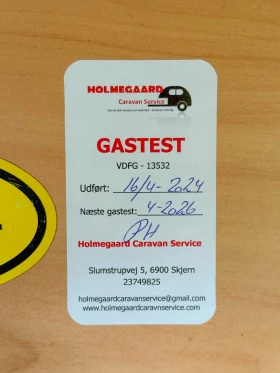 HOLMEGAARD
Caravan Service
GASTEST
VDFG - 13532
Udført: 16/4-2024
Næste gastest: 4-2026
PH
Holmegaard Caravan Service
Slumstrupvej 5, 6900 Skjern
23749825
holmegaardcaravanservice@gmail.com
www.holmegaardcaravnservice.com